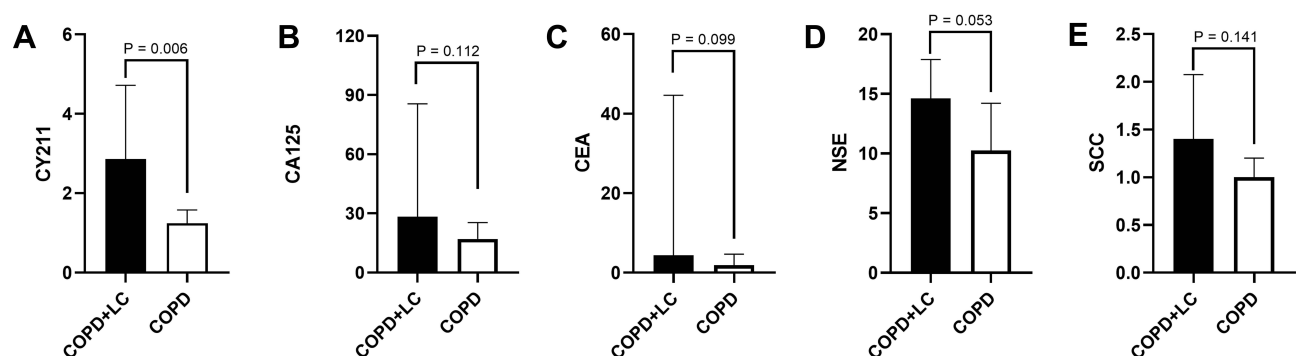 A
P = 0.006
CY211
6
4
2
0
COPD+LC
COPD
B
P = 0.112
CA125
120
90
60
30
0
COPD+LC
COPD
C
P = 0.099
CEA
60
40
20
0
COPD+LC
COPD
D
P = 0.053
NSE
20
15
10
5
0
COPD+LC
COPD
E
P = 0.141
SCC
2.5
2.0
1.5
1.0
0.5
0.0
COPD+LC
COPD